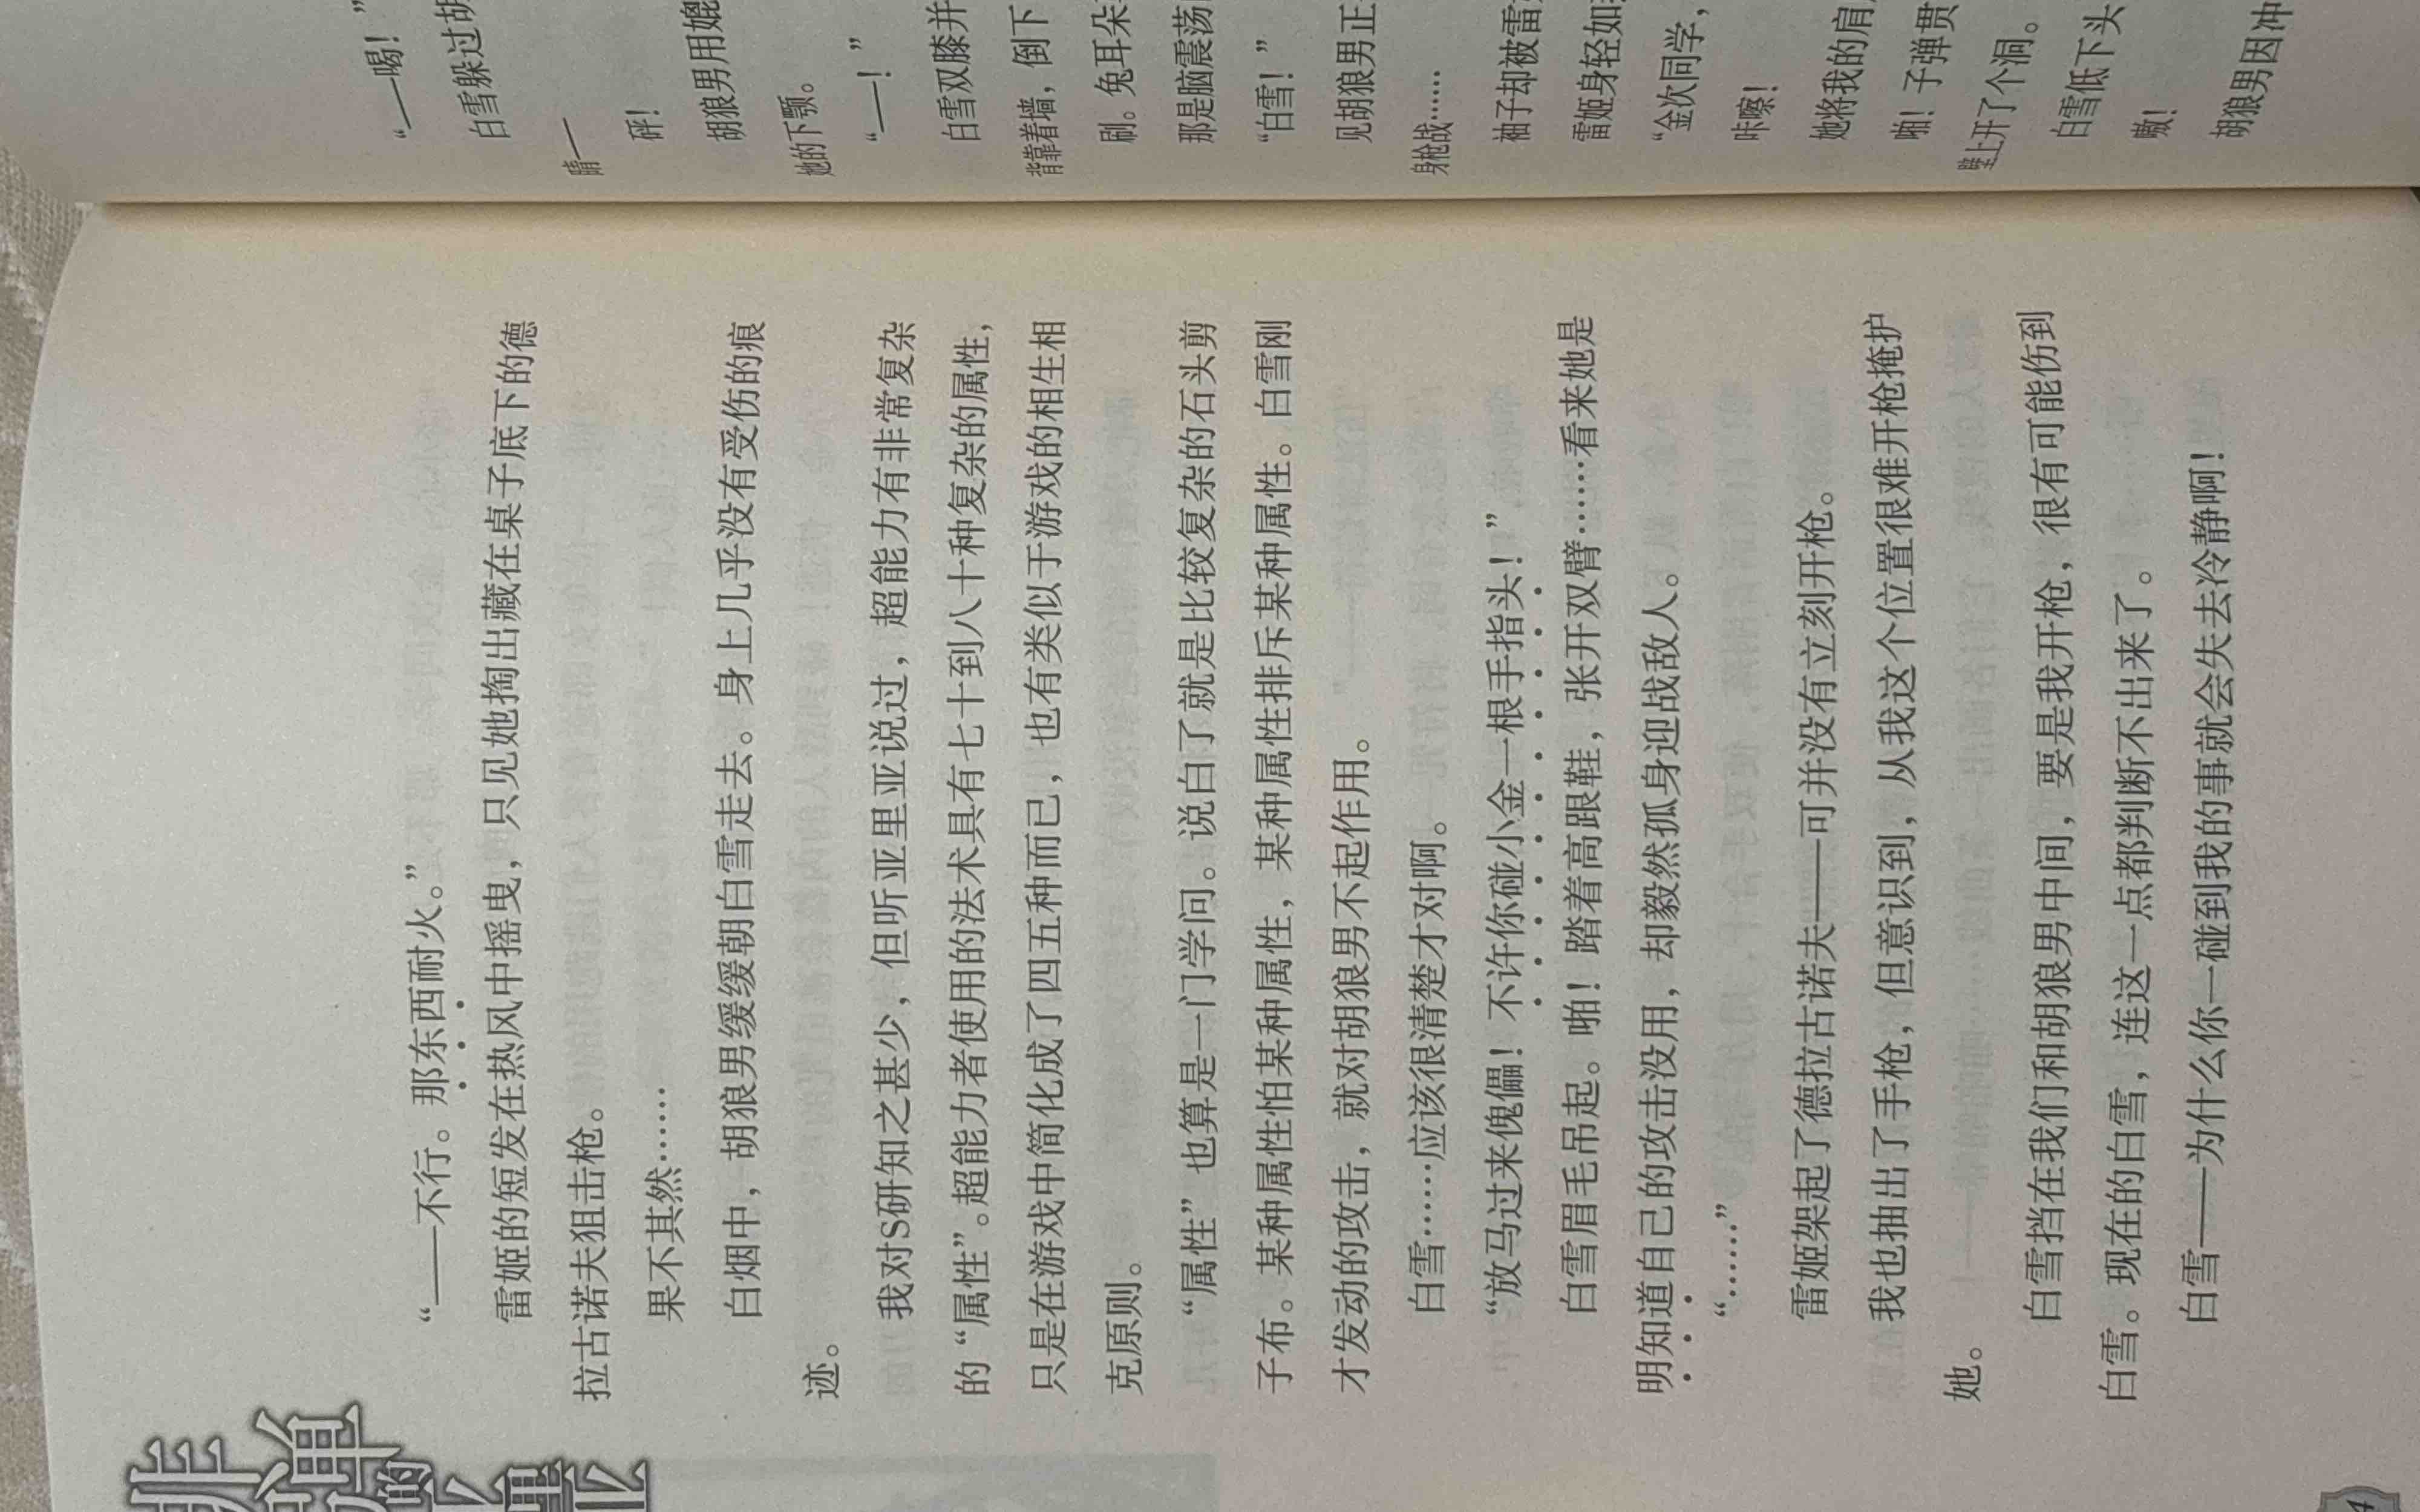 弹
的
亚
里
亚
“——不行。那东西耐火。”
雷姬的短发在热风中摇曳，只见她掏出藏在桌子底下的德
拉古诺夫狙击枪。
果不其然……
白烟中，胡狼男缓缓朝白雪走去。身上几乎没有受伤的痕
迹。
我对S研知之甚少，但听亚里亚说过，超能力有非常复杂
的“属性”。超能力者使用的法术具有七十到八十种复杂的属性，
只是在游戏中简化成了四五种而已，也有类似于游戏的相生相
克原则。
“属性”也算是一门学问。说白了就是比较复杂的石头剪
子布。某种属性怕某种属性，某种属性排斥某种属性。白雪刚
才发动的攻击，就对胡狼男不起作用。
白雪……应该很清楚才对啊。
“放马过来傀儡！不许你碰小金一根手指头！”
白雪眉毛吊起。啪！踏着高跟鞋，张开双臂……看来她是
明知道自己的攻击没用，却毅然孤身迎战敌人。
“……”
雷姬架起了德拉古诺夫——可并没有立刻开枪。
我也抽出了手枪，但意识到，从我这个位置很难开枪掩护
她。
白雪挡在我们和胡狼男中间，要是我开枪，很有可能伤到
白雪。现在的白雪，连这一点都判断不出来了。
白雪——为什么你一碰到我的事就会失去冷静啊！
4
“——喝！”
白雪躲过胡
睛——
砰！
胡狼男用媲
她的下颚。
“——！”
白雪双膝并
背靠着墙，倒下
刷。兔耳朵
那是脑震荡
“白雪！”
见胡狼男正
身枪战……
袖子却被雷
雷姬身轻如
“金次同学，
咔嚓！
她将我的肩
啪！子弹贯
壁上开了个洞。
白雪低下头
嗷！
胡狼男因冲